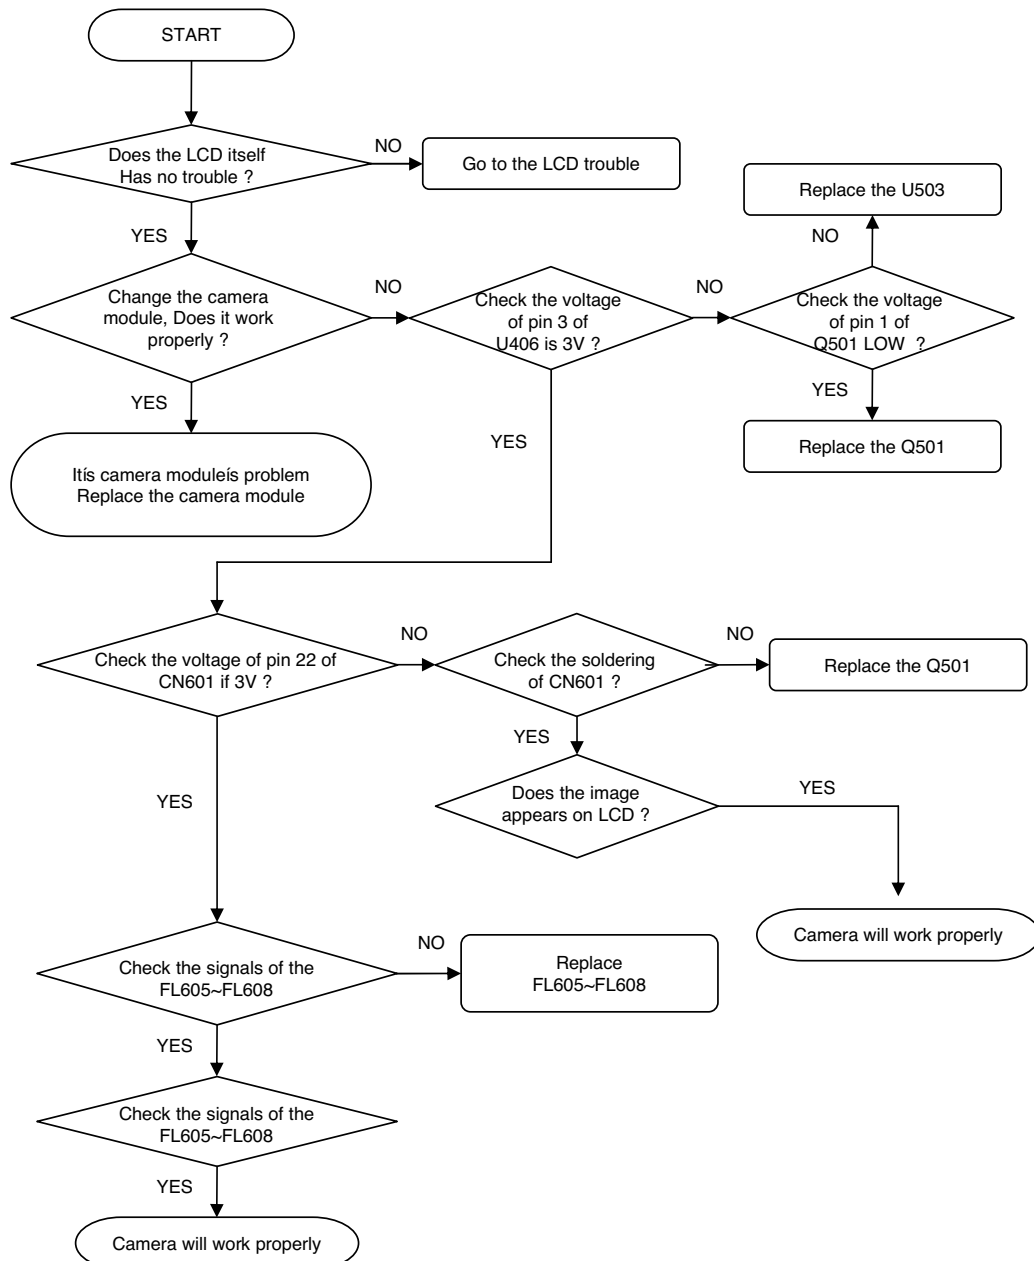 START
Does the LCD itself
Has no trouble ?
NO
Go to the LCD trouble
YES
Replace the U503
NO
Change the camera
module, Does it work
properly ?
NO
Check the voltage
of pin 3 of
U406 is 3V ?
NO
Check the voltage
of pin 1 of
Q501 LOW ?
YES
YES
YES
Replace the Q501
Itís camera moduleís problem
Replace the camera module
Check the voltage of pin 22 of
CN601 if 3V ?
NO
Check the soldering
of CN601 ?
NO
Replace the Q501
YES
YES
Does the image
appears on LCD ?
YES
Camera will work properly
Check the signals of the
FL605~FL608
NO
Replace
FL605~FL608
YES
Check the signals of the
FL605~FL608
YES
Camera will work properly